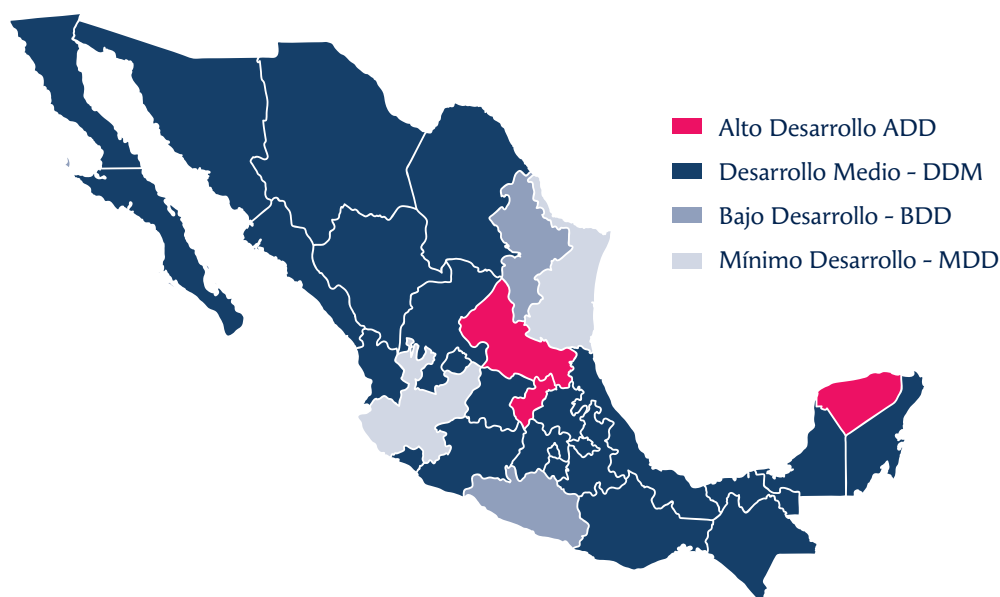 Alto Desarrollo ADD
Desarrollo Medio - DDM
Bajo Desarrollo - BDD
Mínimo Desarrollo - MDD